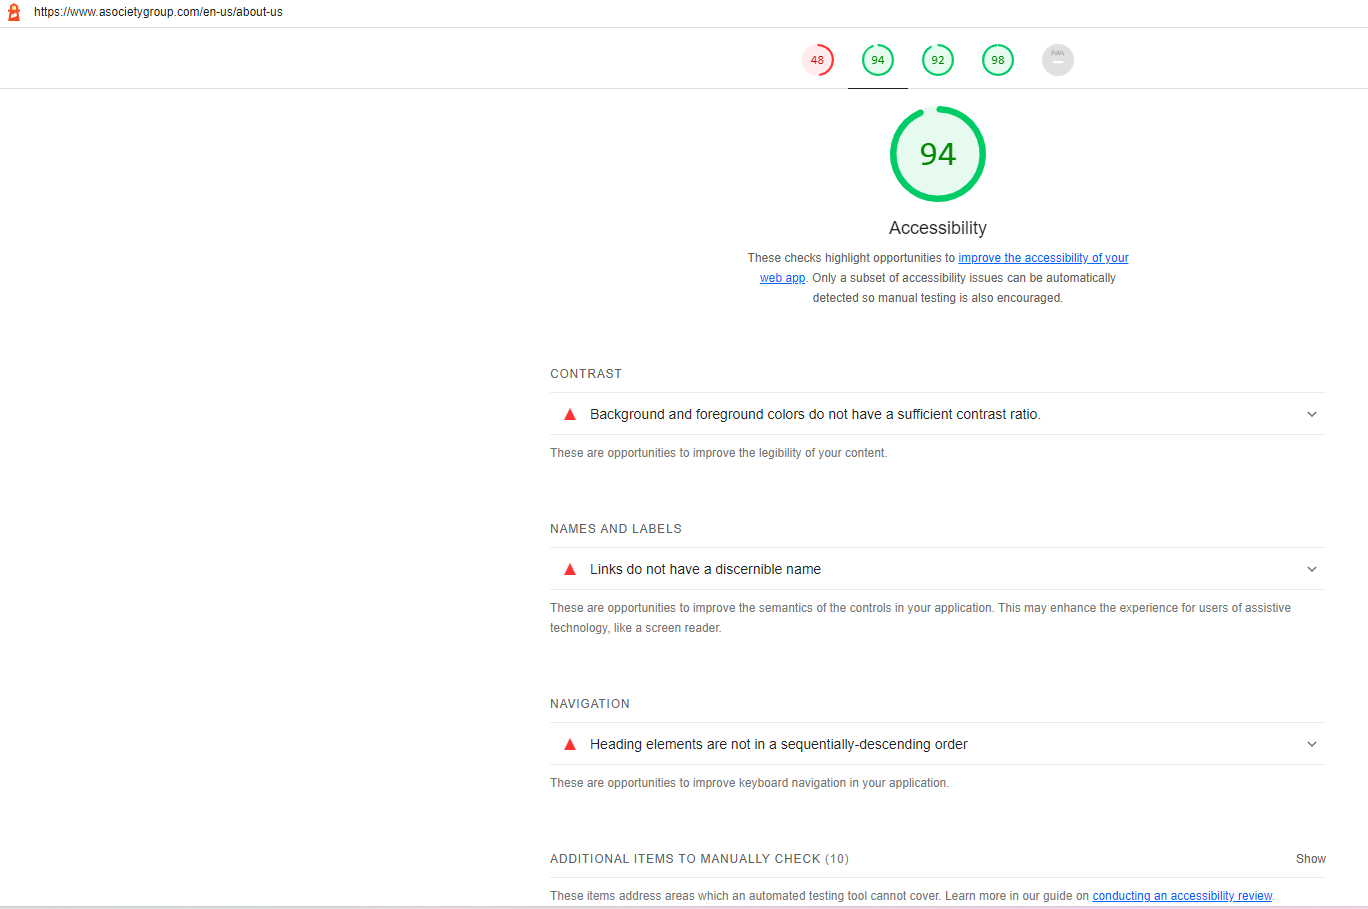 https://www.asocietygroup.com/en-us/about-us
48
94
92
98
PWA
94
Accessibility
These checks highlight opportunities to improve the accessibility of your
web app. Only a subset of accessibility issues can be automatically
detected so manual testing is also encouraged.
CONTRAST
Background and foreground colors do not have a sufficient contrast ratio.
These are opportunities to improve the legibility of your content.
NAMES AND LABELS
Links do not have a discernible name
These are opportunities to improve the semantics of the controls in your application. This may enhance the experience for users of assistive
technology, like a screen reader.
NAVIGATION
Heading elements are not in a sequentially-descending order
These are opportunities to improve keyboard navigation in your application.
ADDITIONAL ITEMS TO MANUALLY CHECK (10)
Show
These items address areas which an automated testing tool cannot cover. Learn more in our guide on conducting an accessibility review.